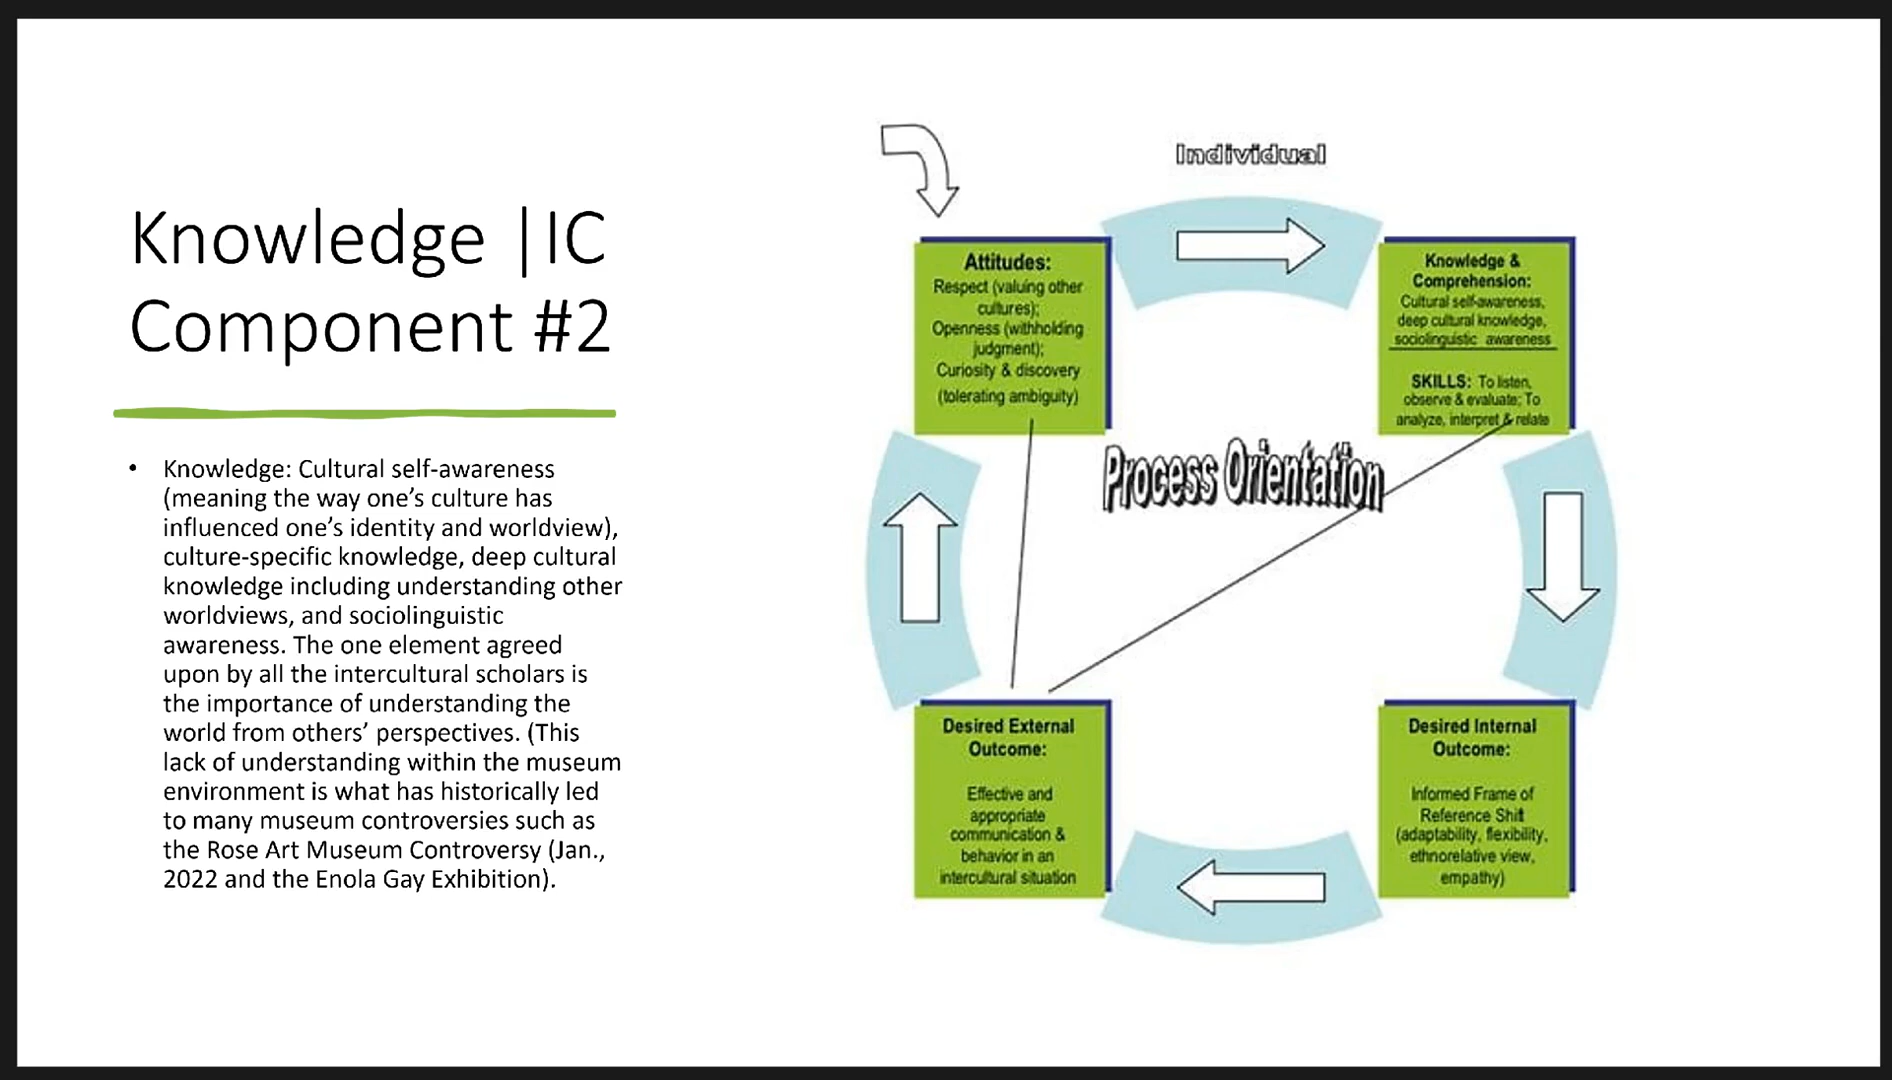 Knowledge | IC
Component #2
• Knowledge: Cultural self-awareness
(meaning the way one’s culture has
influenced one’s identity and worldview),
culture-specific knowledge, deep cultural
knowledge including understanding other
worldviews, and sociolinguistic
awareness. The one element agreed
upon by all the intercultural scholars is
the importance of understanding the
world from others’ perspectives. (This
lack of understanding within the museum
environment is what has historically led
to many museum controversies such as
the Rose Art Museum Controversy (Jan.,
2022 and the Enola Gay Exhibition).
Individual
Attitudes:
Respect (valuing other
cultures);
Openness (withholding
judgment);
Curiosity & discovery
(tolerating ambiguity)
Knowledge &
Comprehension:
Cultural self-awareness,
deep cultural knowledge,
sociolinguistic awareness
SKILLS: To listen,
observe & evaluate; To
analyze, interpret & relate
Process Orientation
Desired External
Outcome:
Effective and
appropriate
communication &
behavior in an
intercultural situation
Desired Internal
Outcome:
Informed Frame of
Reference Shift
(adaptability, flexibility,
ethnorelative view,
empathy)